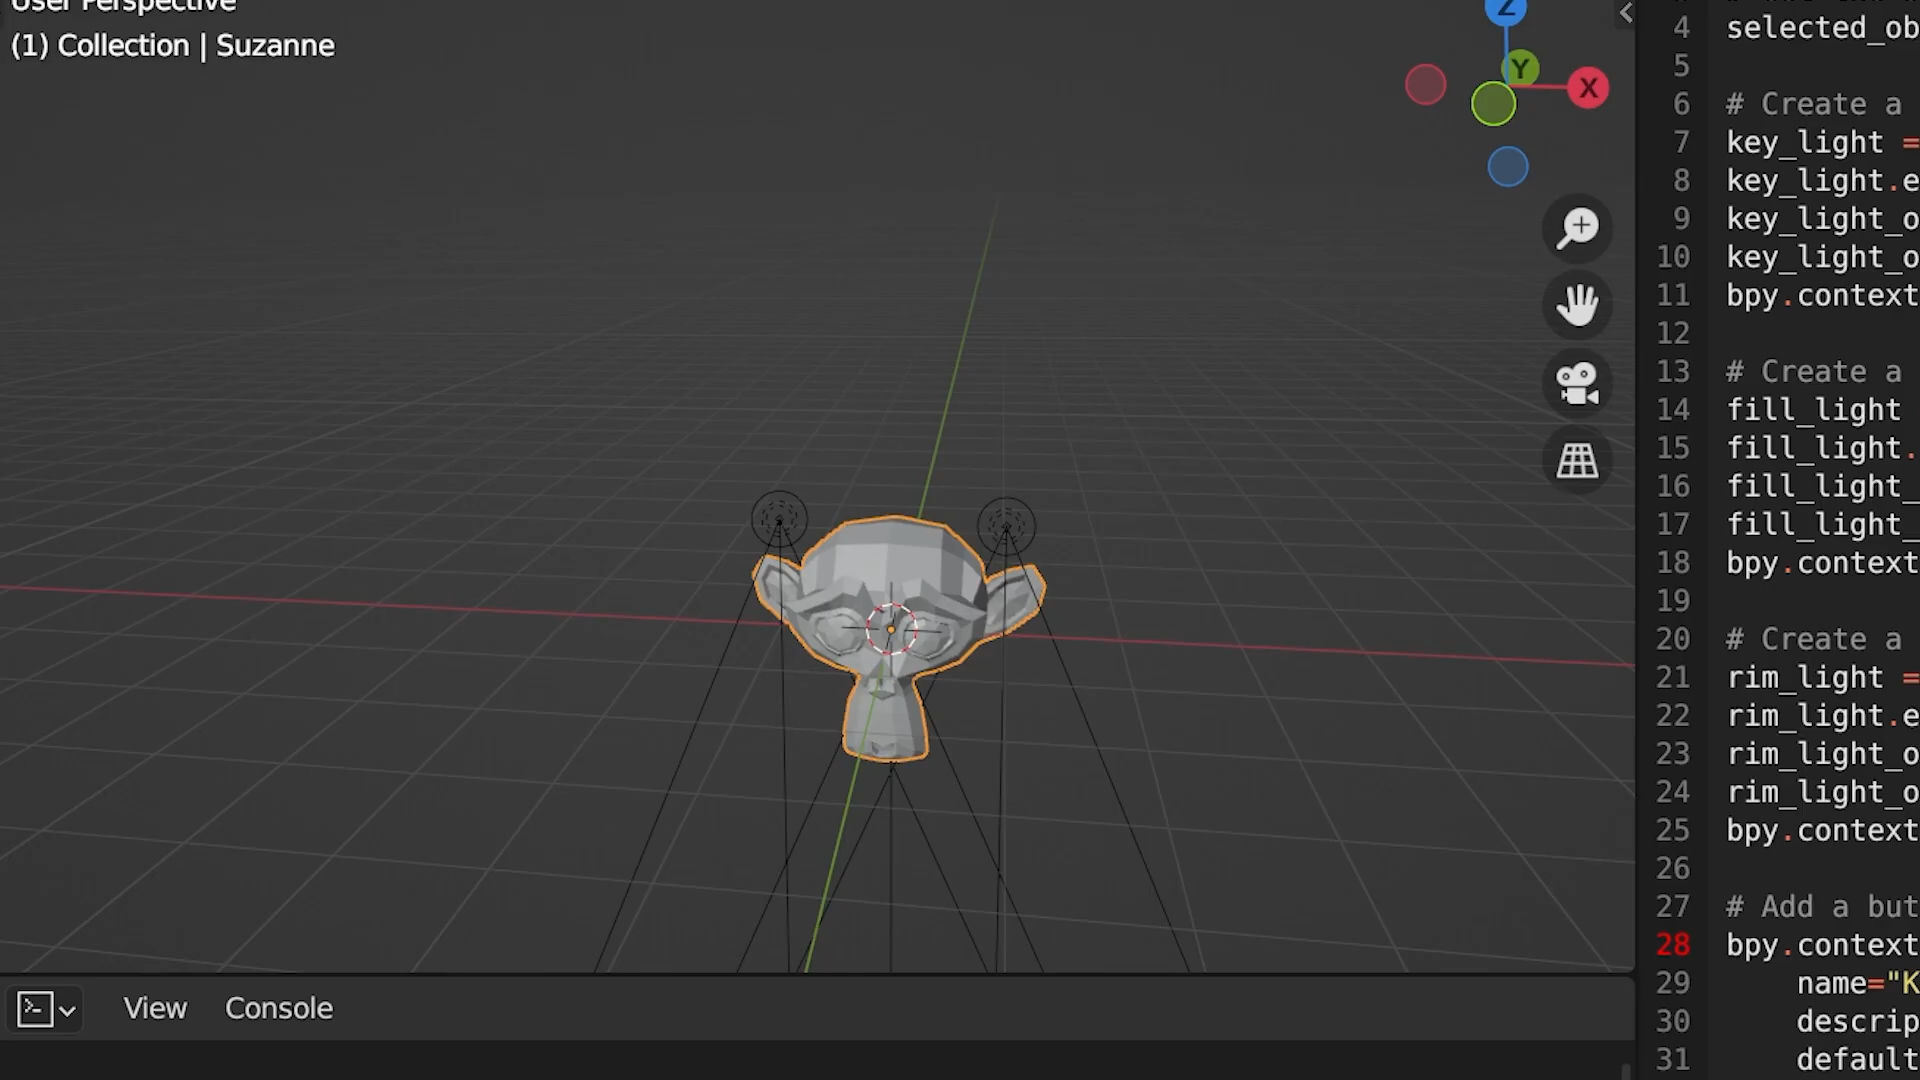 User Perspective
(1) Collection | Suzanne
Z
Y
X
View
Console
4 selected_ob
5
6 # Create a
7 key_light =
8 key_light.e
9 key_light_o
10 key_light_o
11 bpy.context
12
13 # Create a
14 fill_light
15 fill_light.
16 fill_light_
17 fill_light_
18 bpy.context
19
20 # Create a
21 rim_light =
22 rim_light.e
23 rim_light_o
24 rim_light_o
25 bpy.context
26
27 # Add a but
28 bpy.context
29 name="K
30 descrip
31 default